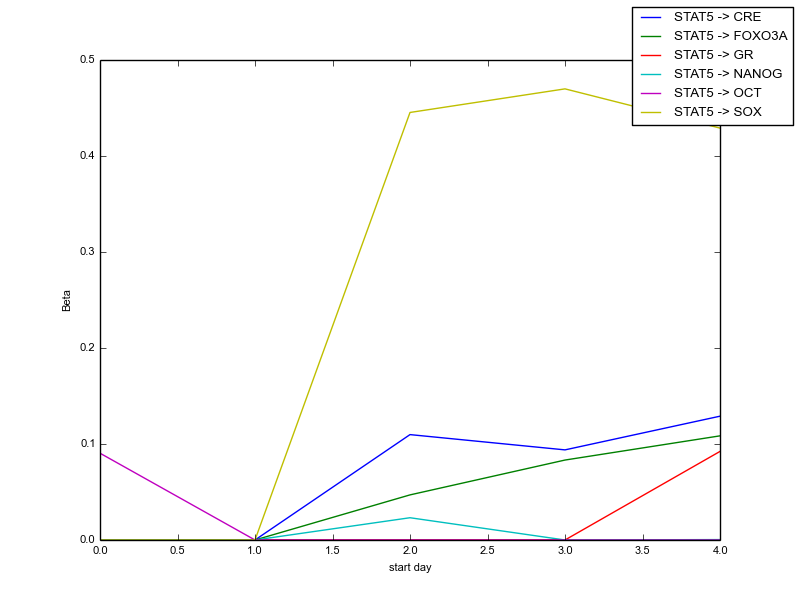 STAT5 -> CRE
STAT5 -> FOXO3A
STAT5 -> GR
STAT5 -> NANOG
STAT5 -> OCT
STAT5 -> SOX
0.5
0.4
0.3
0.2
0.1
0.0
Beta
0.0 0.5 1.0 1.5 2.0 2.5 3.0 3.5 4.0
start day